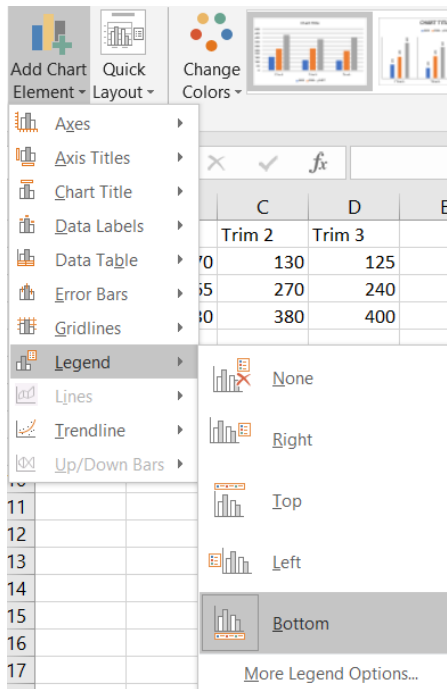 Add Chart Element
Quick Layout
Change Colors
Axes
Axis Titles
Chart Title
Data Labels
Data Table
Error Bars
Gridlines
Legend
Lines
Trendline
Up/Down Bars
fx
C D
Trim 2 Trim 3
130 125
270 240
380 400
None
Right
Top
Left
Bottom
More Legend Options...
11
12
13
14
15
16
17